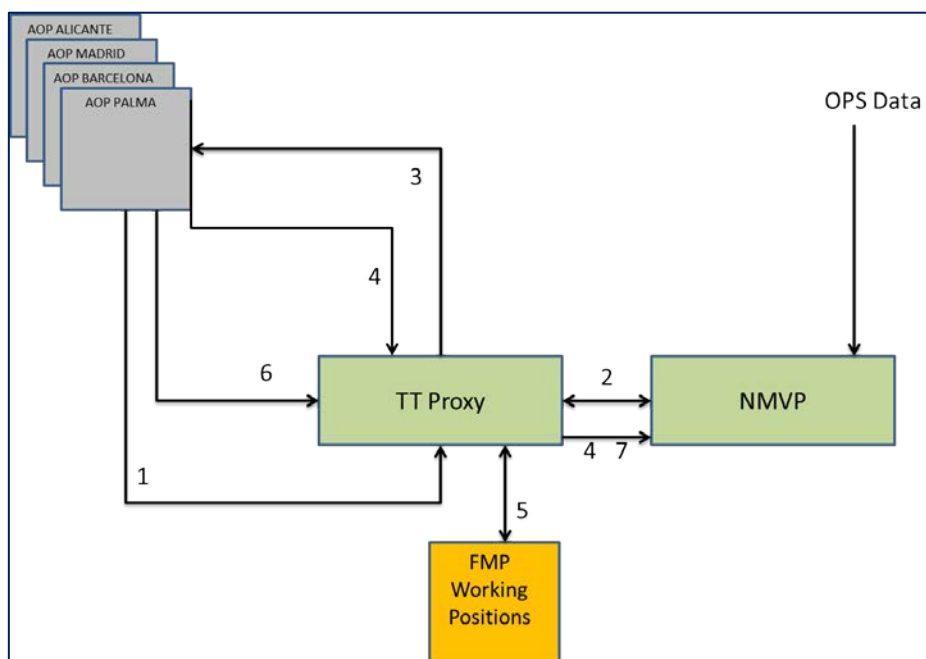 AOP ALICANTE
AOP MADRID
AOP BARCELONA
AOP PALMA
OPS Data
3
4
6
TT Proxy
2
NMVP
4 7
1
5
FMP
Working
Positions